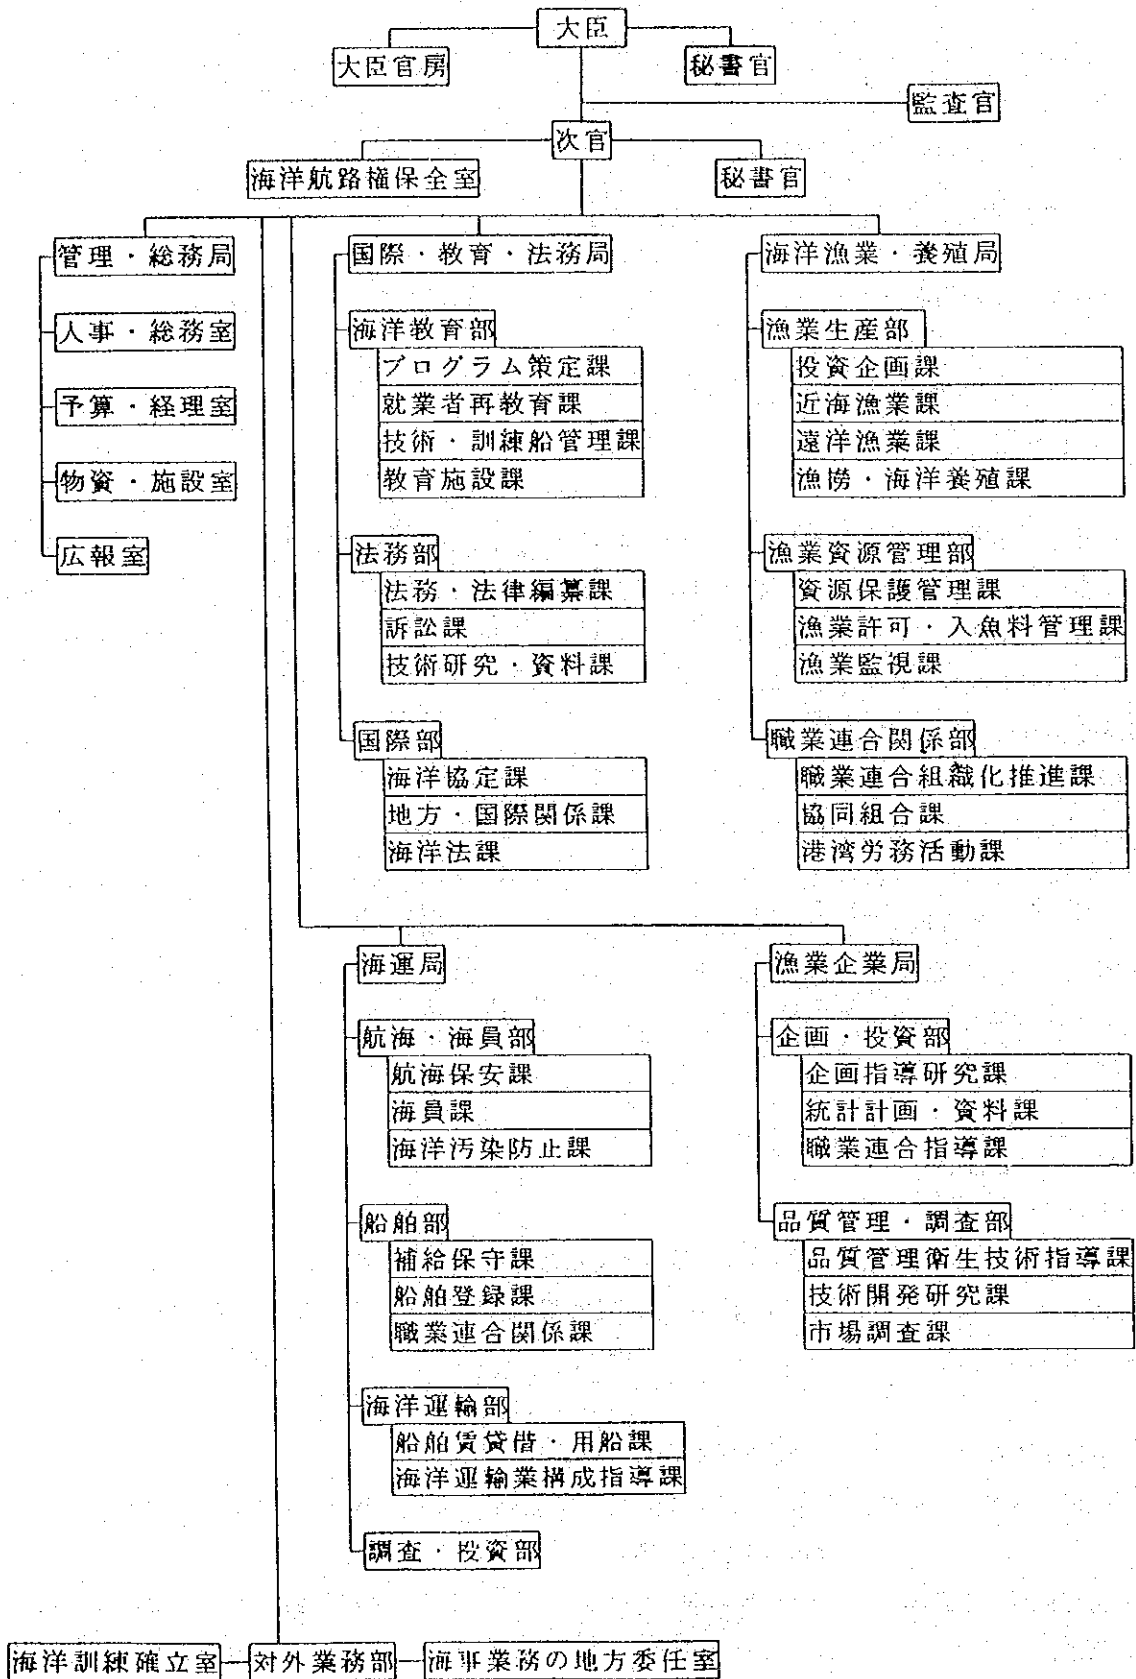 大臣
大臣官房
秘書官
監査官
次官
海洋航路権保全室
秘書官
管理・総務局
人事・総務室
予算・経理室
物資・施設室
広報室
国際・教育・法務局
海洋教育部
プログラム策定課
就業者再教育課
技術・訓練船管理課
教育施設課
法務部
法務・法律編纂課
訴訟課
技術研究・資料課
国際部
海洋協定課
地方・国際関係課
海洋法課
海洋漁業・養殖局
漁業生産部
投資企画課
近海漁業課
遠洋漁業課
漁撈・海洋養殖課
漁業資源管理部
資源保護管理課
漁業許可・入魚料管理課
漁業監視課
職業連合関係部
職業連合組織化推進課
協同組合課
港湾労務活動課
海運局
航海・海員部
航海保安課
海員課
海洋汚染防止課
船舶部
補給保守課
船舶登録課
職業連合関係課
海洋運輸部
船舶賃貸借・用船課
海洋運輸業構成指導課
調査・投資部
漁業企業局
企画・投資部
企画指導研究課
統計計画・資料課
職業連合指導課
品質管理・調査部
品質管理衛生技術指導課
技術開発研究課
市場調査課
海洋訓練確立室
対外業務部
海事業務の地方委任室